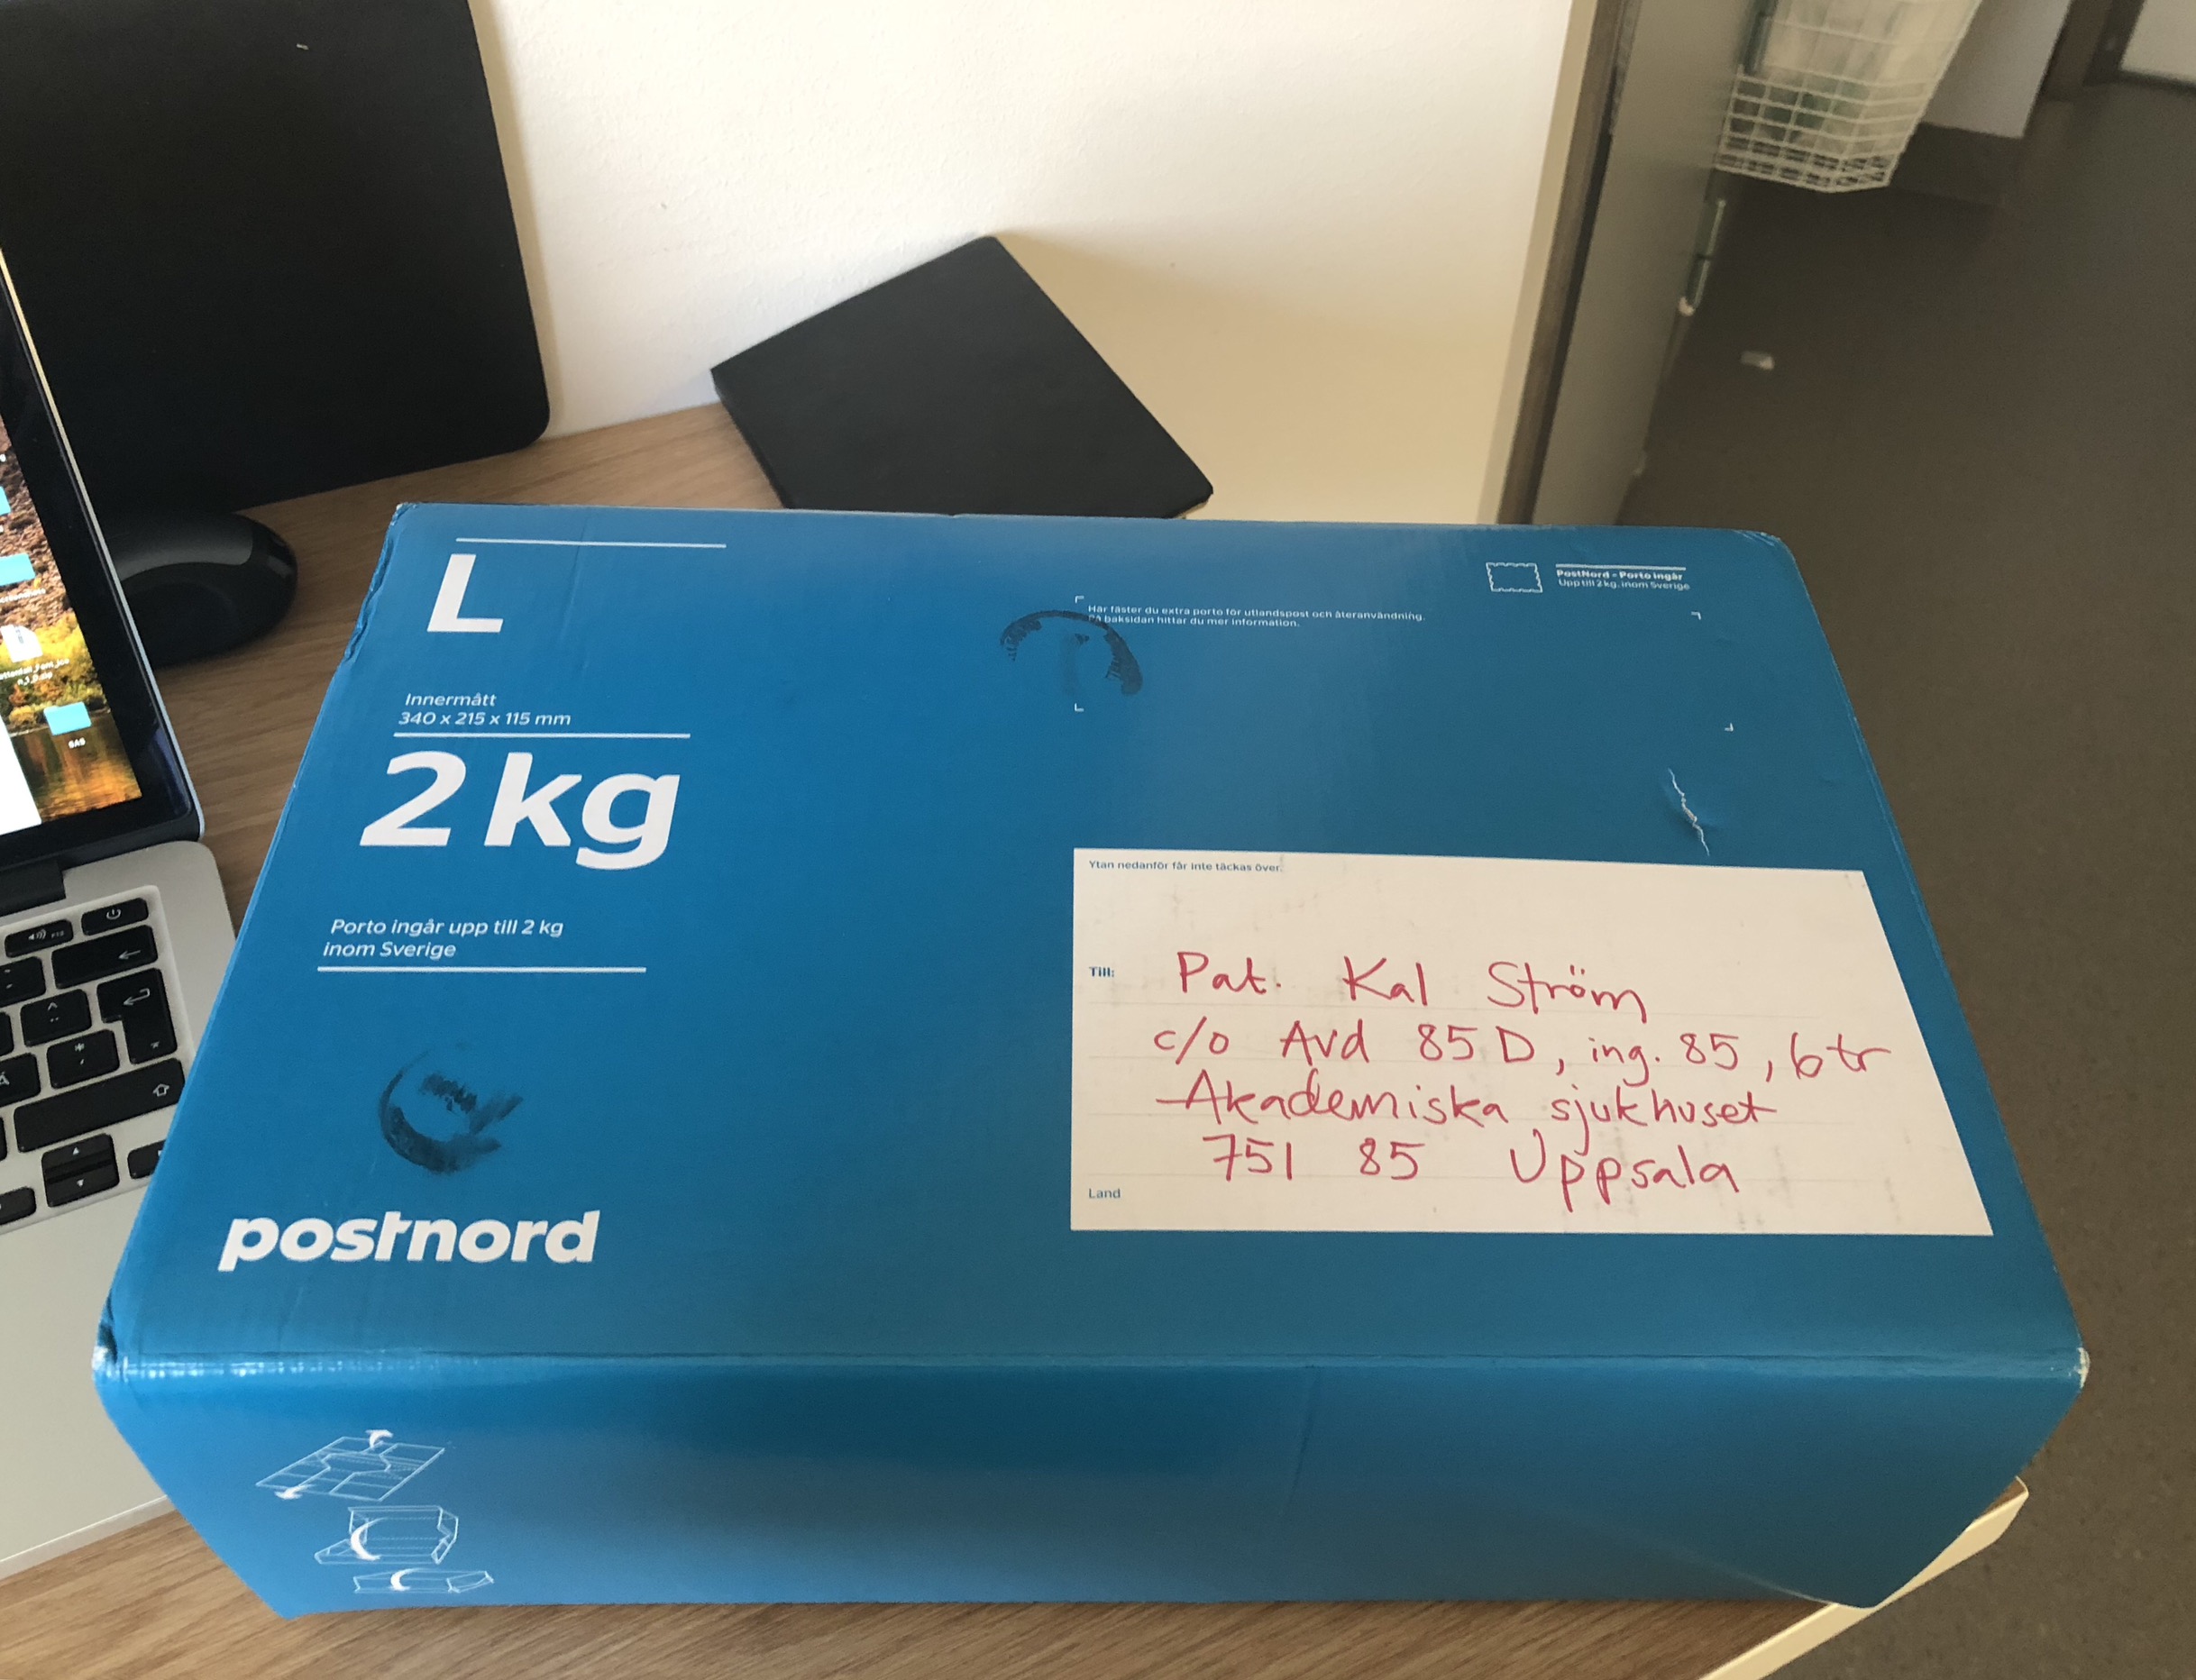 L
Innermått
340 x 215 x 115 mm
2 kg
Porto ingår upp till 2 kg
inom Sverige
postnord
PostNord - Porto ingår
Upp till 2 kg. inom Sverige
Här fäster du extra porto för utlandspost och återanvändning.
På baksidan hittar du mer information.
Ytan nedanför får inte täckas över.
Till:
Pat. Kal Ström
c/o Avd 85 D, ing. 85, 6 tr
Akademiska sjukhuset
751 85 Uppsala
Land
SAS